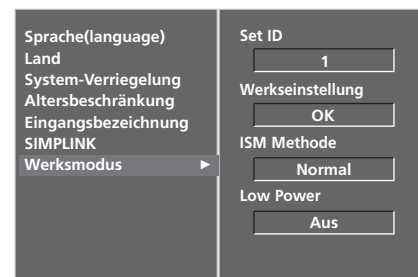 Sprache(language)
Land
System-Verriegelung
Altersbeschränkung
Eingangsbezeichnung
SIMPLINK
Werksmodus ►
Set ID
1
Werkseinstellung
OK
ISM Methode
Normal
Low Power
Aus